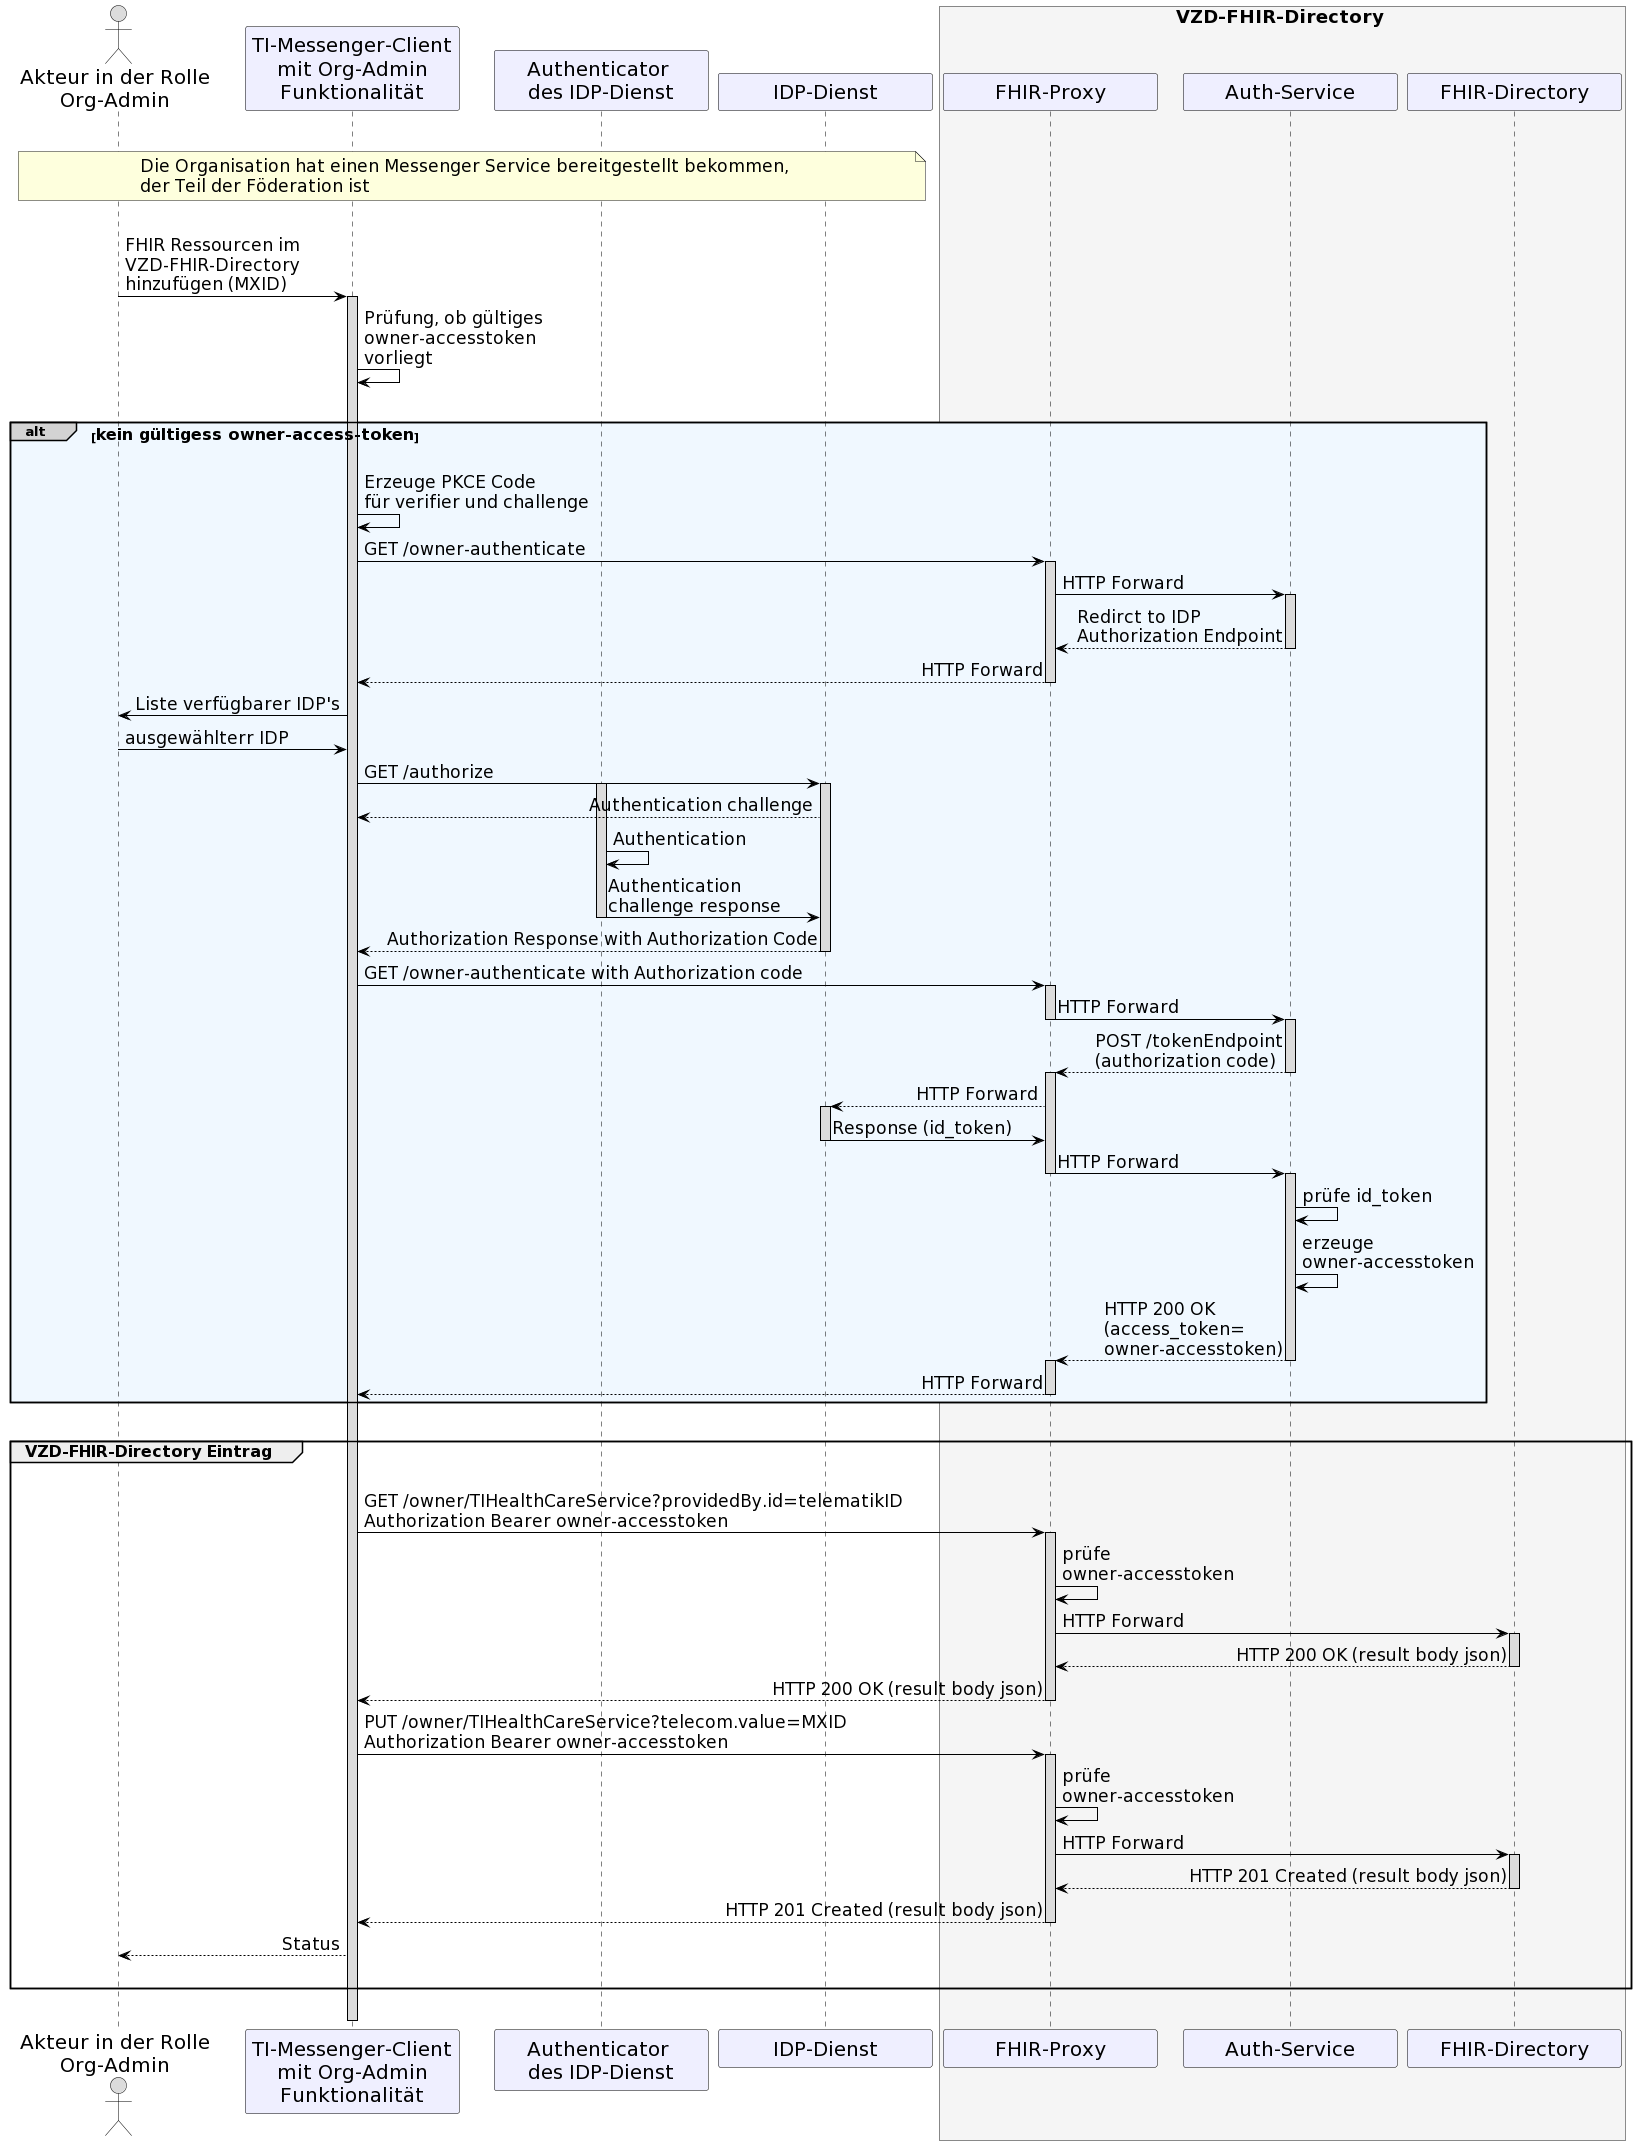 VZD-FHIR-Directory
Akteur in der Rolle
Org-Admin
TI-Messenger-Client
mit Org-Admin
Funktionalität
Authenticator
des IDP-Dienst
IDP-Dienst
FHIR-Proxy
Auth-Service
FHIR-Directory
Die Organisation hat einen Messenger Service bereitgestellt bekommen,
der Teil der Föderation ist
FHIR Ressourcen im
VZD-FHIR-Directory
hinzufügen (MXID)
Prüfung, ob gültiges
owner-accesstoken
vorliegt
alt
[kein gültigess owner-access-token]
Erzeuge PKCE Code
für verifier und challenge
GET /owner-authenticate
HTTP Forward
Redirct to IDP
Authorization Endpoint
HTTP Forward
Liste verfügbarer IDP's
ausgewählterr IDP
GET /authorize
Authentication challenge
Authentication
Authentication
challenge response
Authorization Response with Authorization Code
GET /owner-authenticate with Authorization code
HTTP Forward
POST /tokenEndpoint
(authorization code)
HTTP Forward
Response (id_token)
HTTP Forward
prüfe id_token
erzeuge
owner-accesstoken
HTTP 200 OK
(access_token=
owner-accesstoken)
HTTP Forward
VZD-FHIR-Directory Eintrag
GET /owner/TIHealthCareService?providedBy.id=telematikID
Authorization Bearer owner-accesstoken
prüfe
owner-accesstoken
HTTP Forward
HTTP 200 OK (result body json)
HTTP 200 OK (result body json)
PUT /owner/TIHealthCareService?telecom.value=MXID
Authorization Bearer owner-accesstoken
prüfe
owner-accesstoken
HTTP Forward
HTTP 201 Created (result body json)
HTTP 201 Created (result body json)
Status
Akteur in der Rolle
Org-Admin
TI-Messenger-Client
mit Org-Admin
Funktionalität
Authenticator
des IDP-Dienst
IDP-Dienst
FHIR-Proxy
Auth-Service
FHIR-Directory